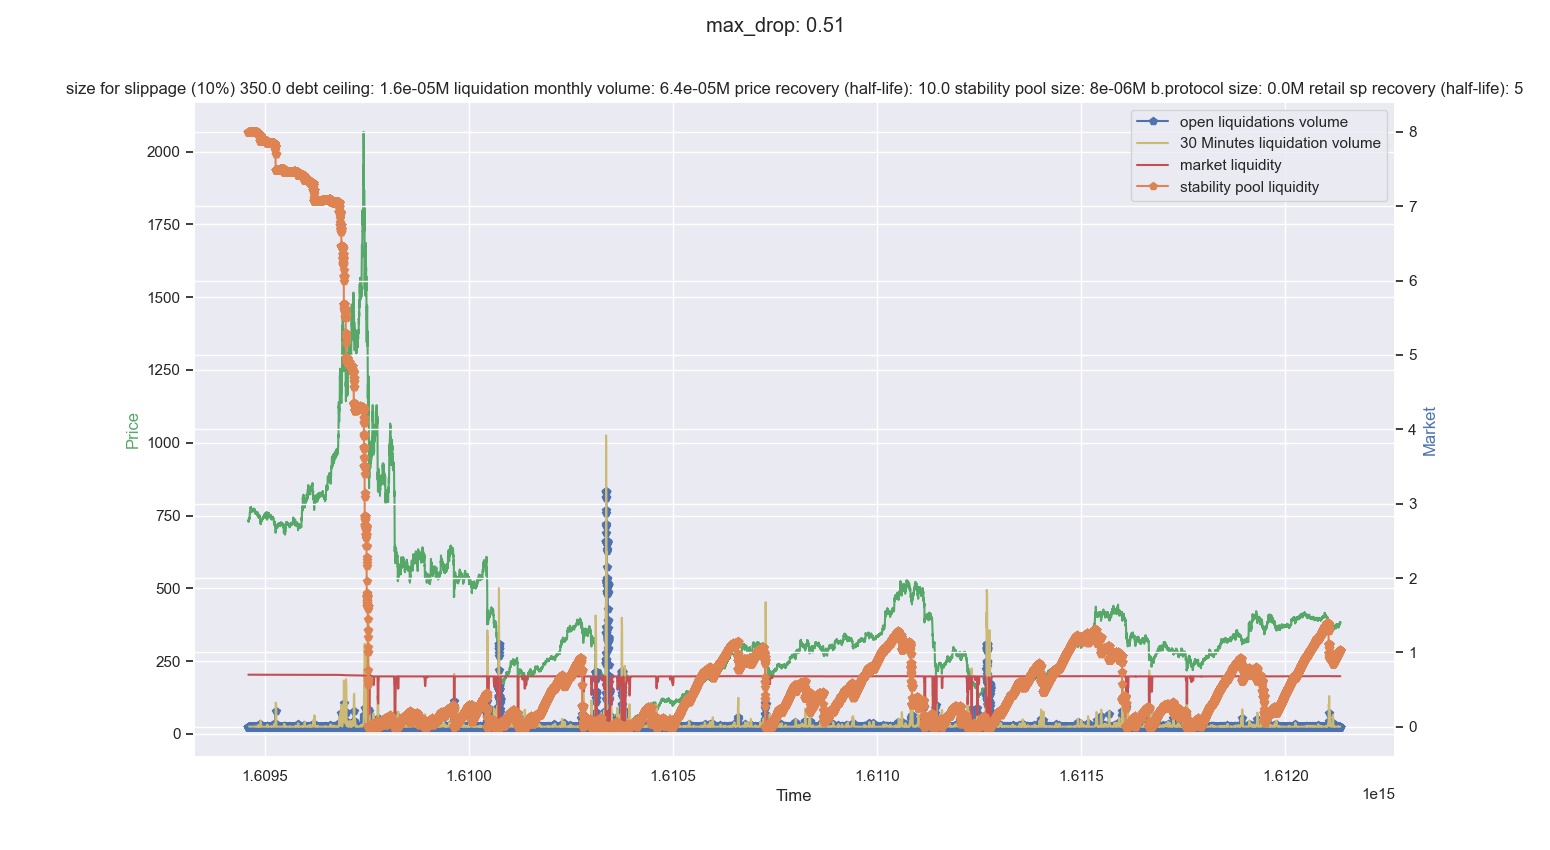 max_drop: 0.51
size for slippage (10%) 350.0 debt ceiling: 1.6e-05M liquidation monthly volume: 6.4e-05M price recovery (half-life): 10.0 stability pool size: 8e-06M b.protocol size: 0.0M retail sp recovery (half-life): 5
open liquidations volume
30 Minutes liquidation volume
market liquidity
stability pool liquidity
2000
1750
1500
1250
1000
750
500
250
0
Price
8
7
6
5
4
3
2
1
0
Market
1.6095 1.6100 1.6105 1.6110 1.6115 1.6120
1e15
Time